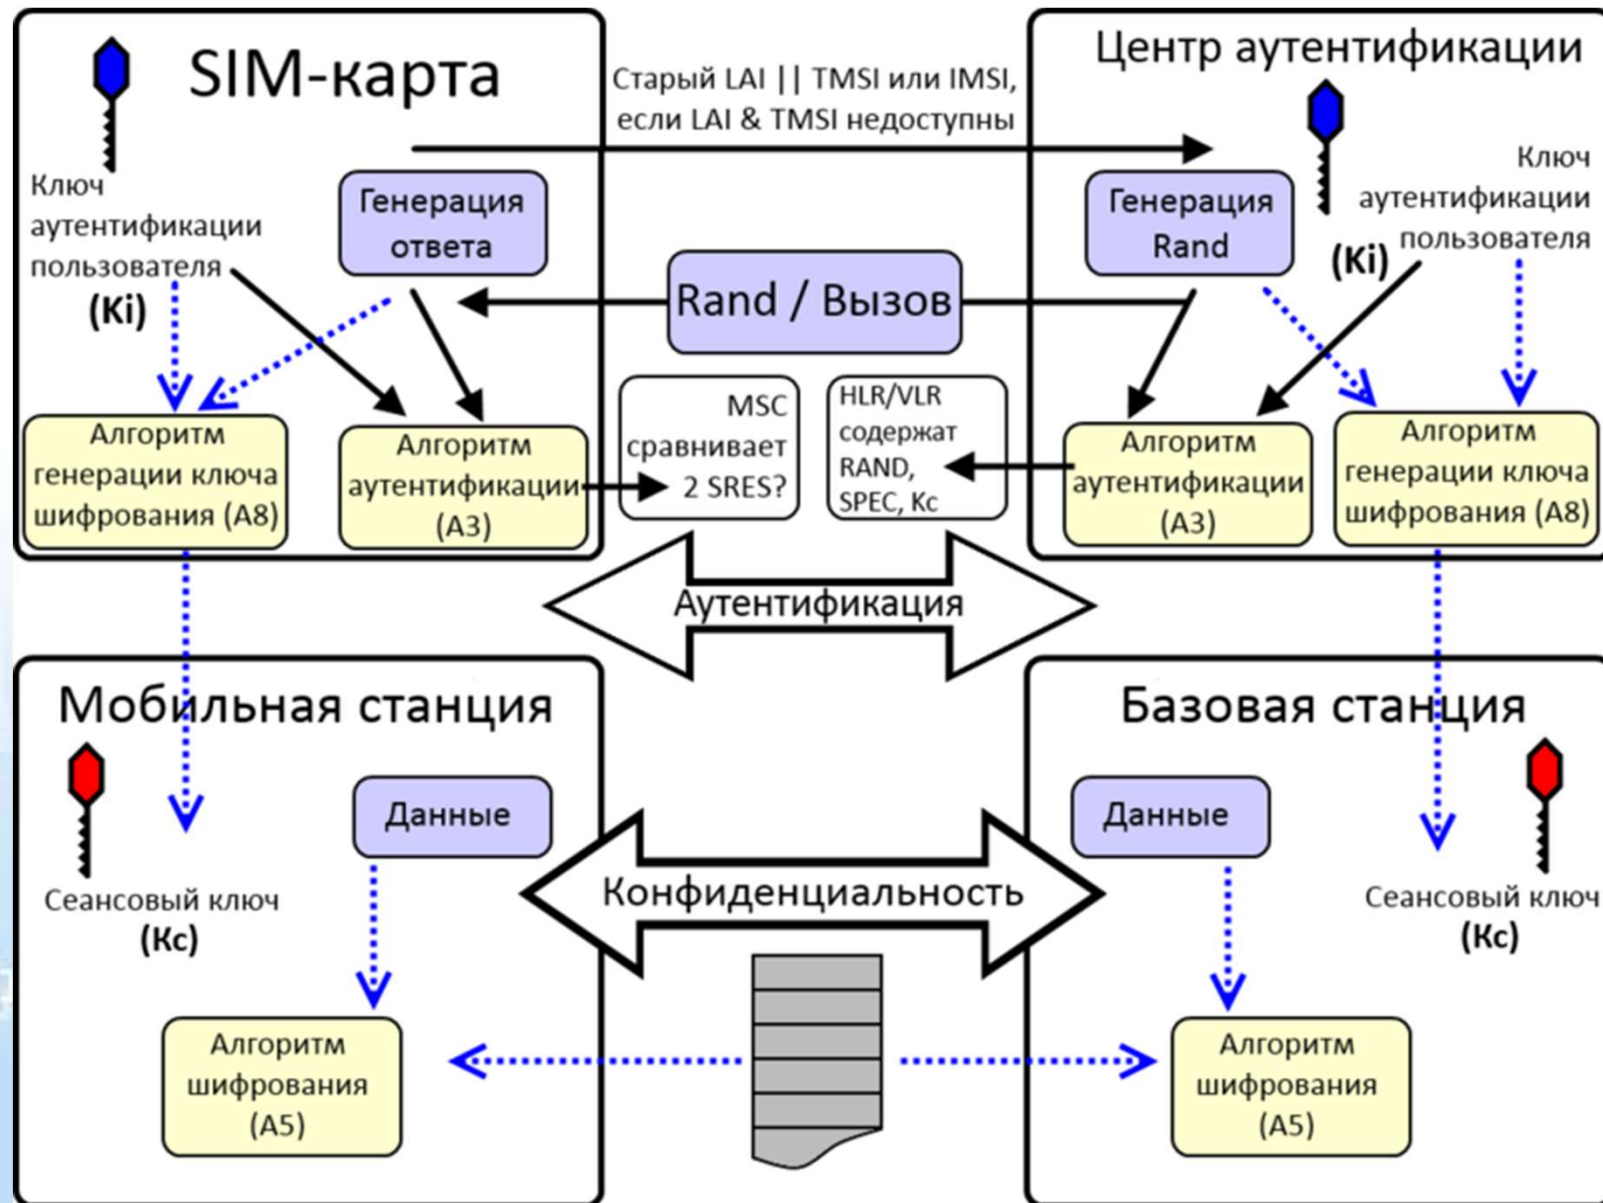 SIM-карта
Ключ
аутентификации
пользователя
(Ki)
Генерация
ответа
Алгоритм
генерации ключа
шифрования (A8)
Алгоритм
аутентификации
(A3)
Старый LAI || TMSI или IMSI,
если LAI & TMSI недоступны
Rand / Вызов
MSC
сравнивает
2 SRES?
HLR/VLR
содержат
RAND,
SPEC, Kc
Центр аутентификации
Генерация
Rand
Ключ
аутентификации
пользователя
(Ki)
Алгоритм
аутентификации
(A3)
Алгоритм
генерации ключа
шифрования (A8)
Аутентификация
Мобильная станция
Данные
Сеансовый ключ
(Kc)
Алгоритм
шифрования
(A5)
Конфиденциальность
Базовая станция
Данные
Сеансовый ключ
(Kc)
Алгоритм
шифрования
(A5)